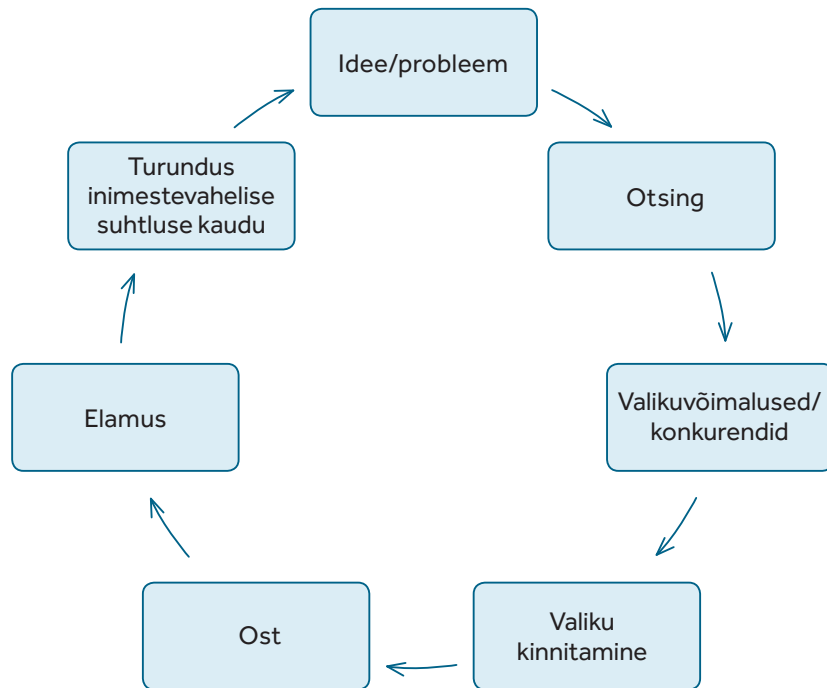 Idee/probleem
Otsing
Valikuvõimalused/
konkurendid
Valiku
kinnitamine
Ost
Elamus
Turundus
inimestevahelise
suhtluse kaudu